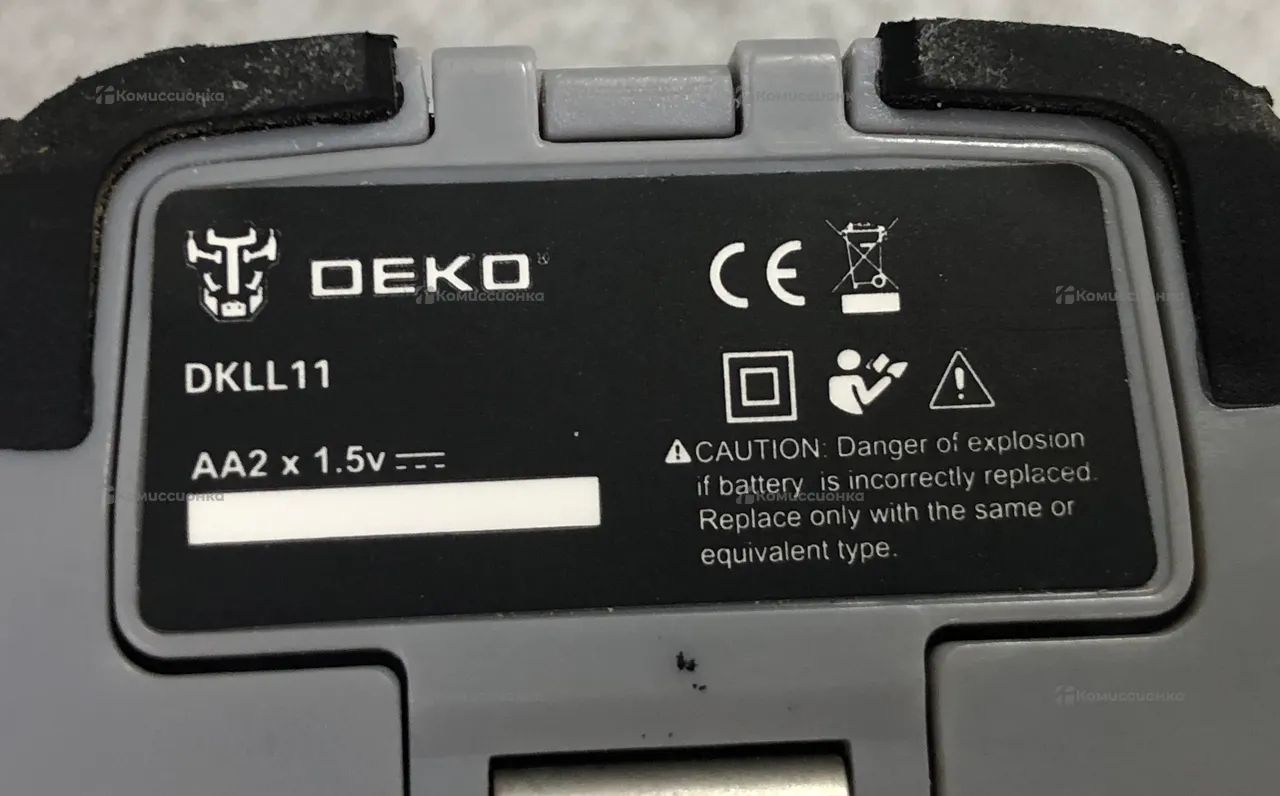 DEKO®
DKLL11
AA2 x 1.5v
CE
CAUTION: Danger of explosion
if battery is incorrectly replaced.
Replace only with the same or
equivalent type.
Комиссионка
Комиссионка
Комиссионка
Комиссионка
Комиссионка
Комиссионка
Комиссионка
Комиссионка